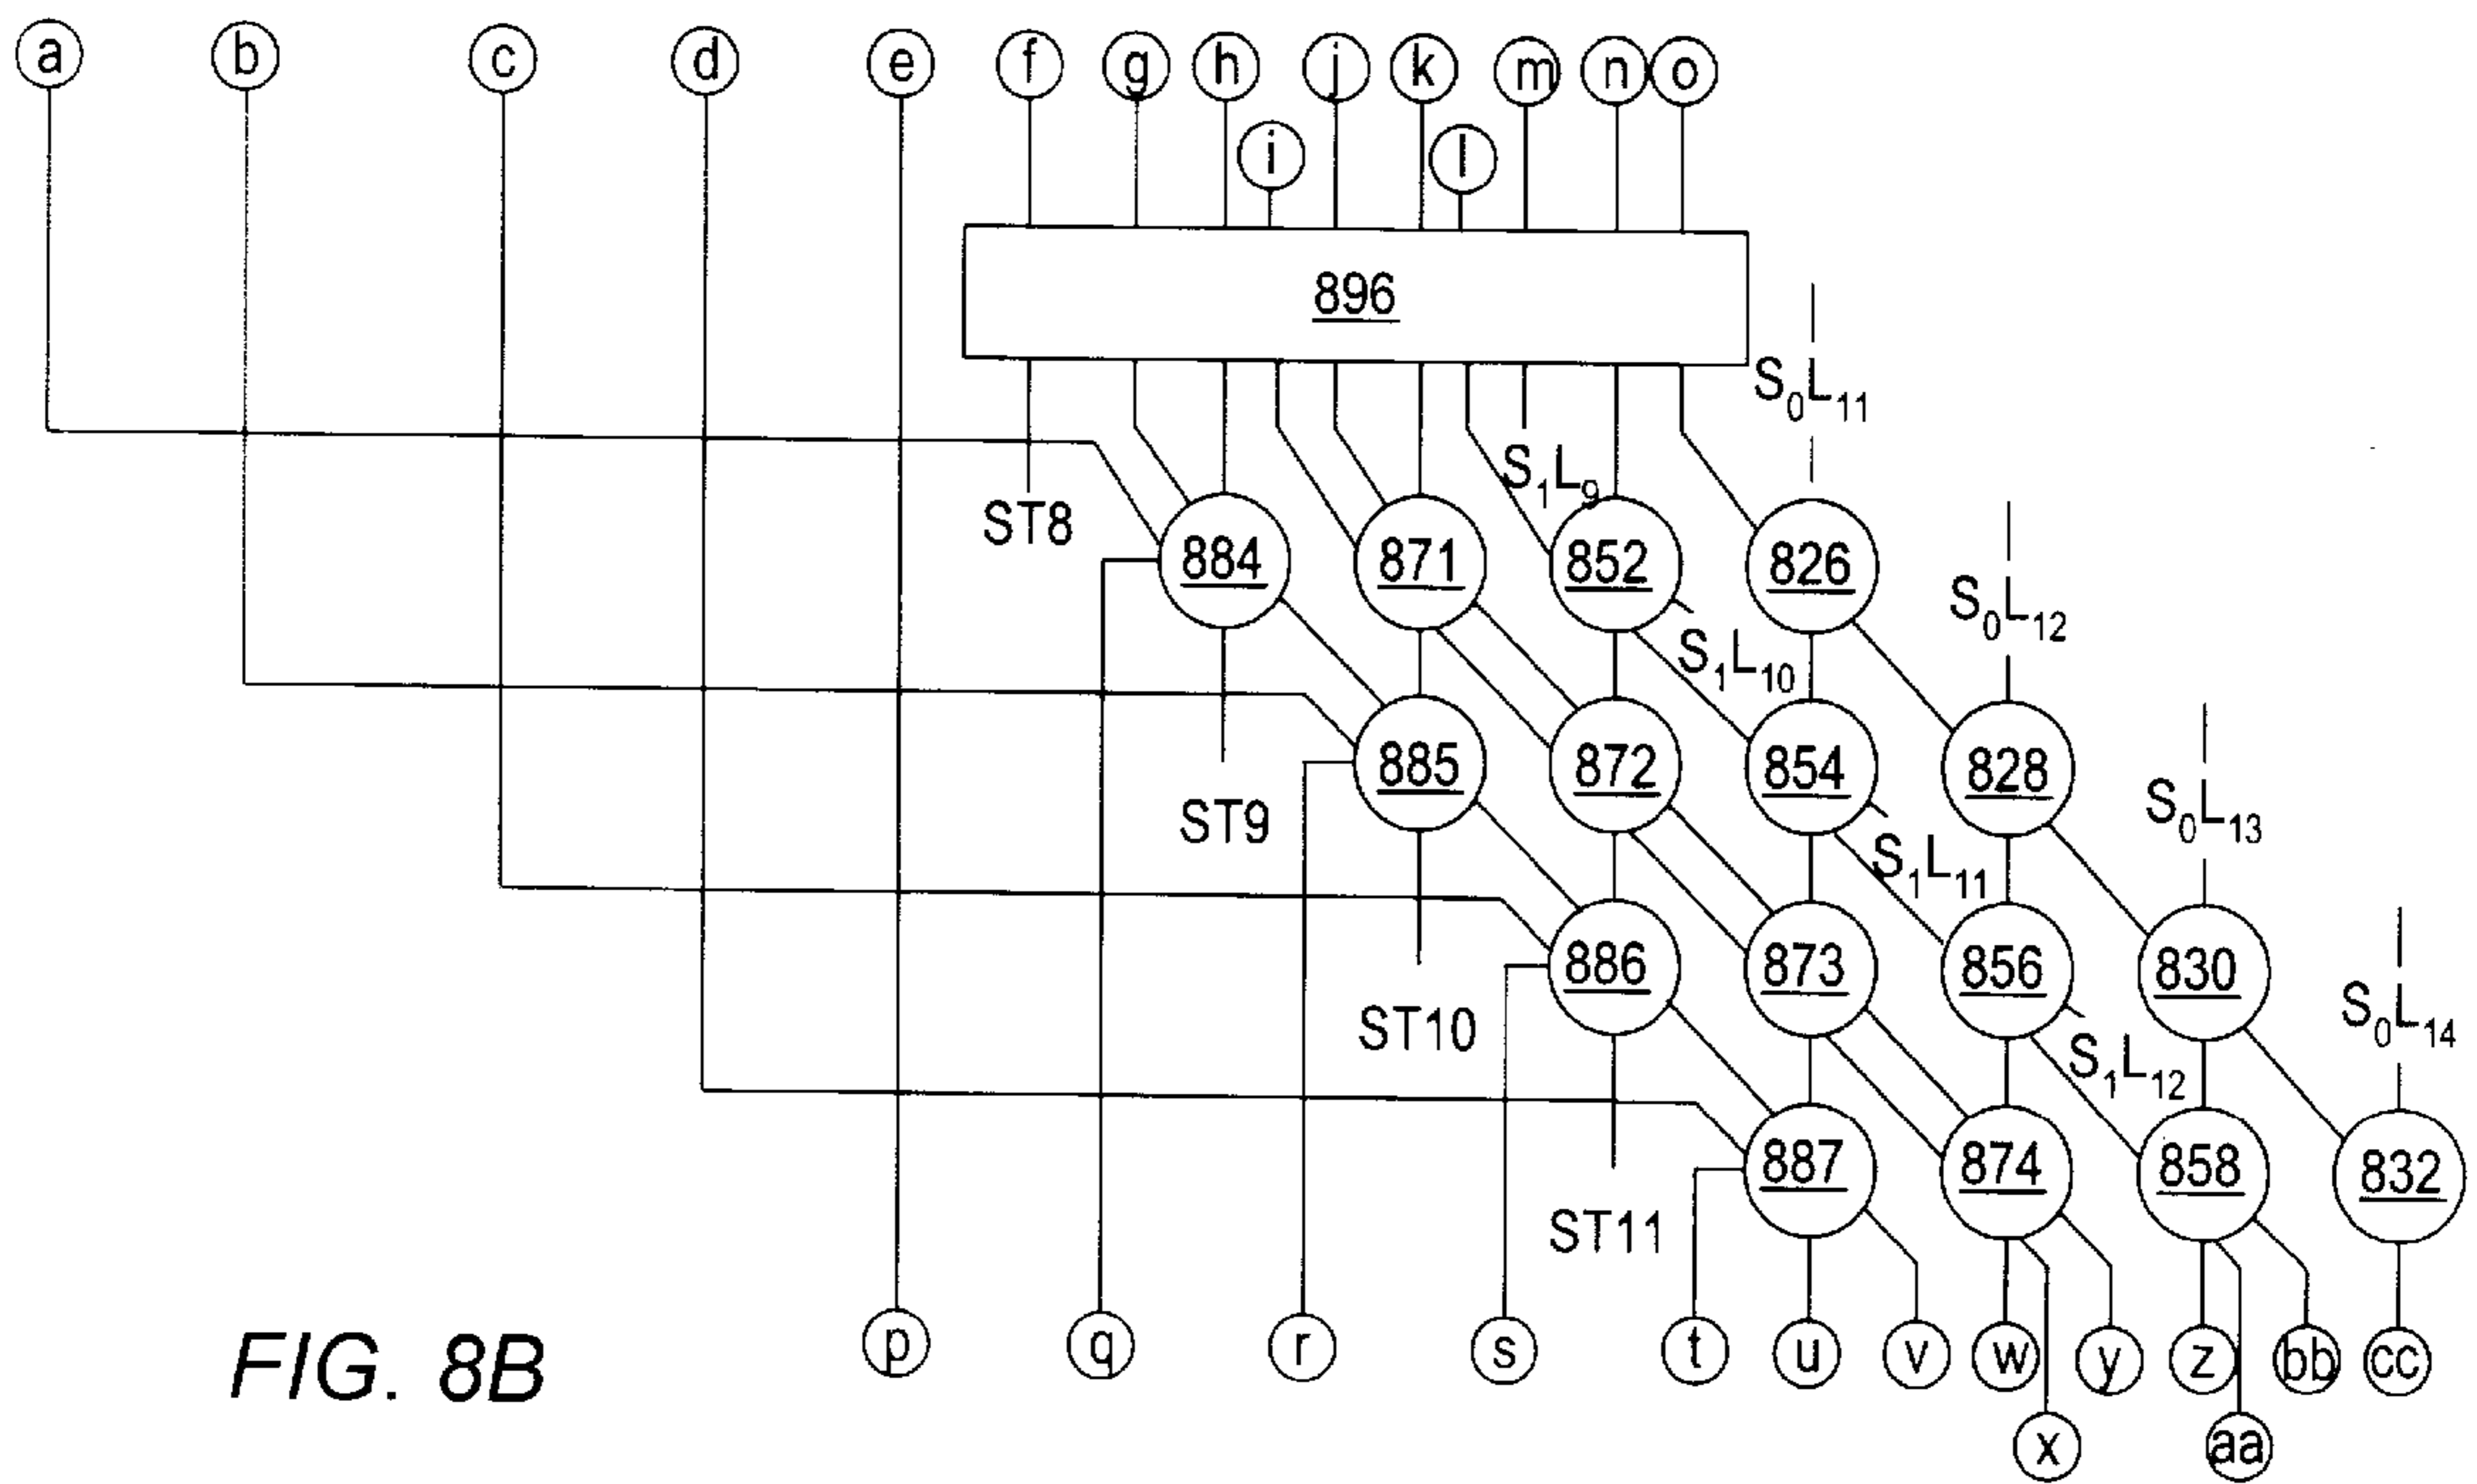 a b c d e f g h j k m n o
i l
896
S₀L₁₁
S₁L₉
ST8
884 871 852 826
S₀L₁₂
S₁L₁₀
885 872 854 828
ST9
S₀L₁₃
S₁L₁₁
886 873 856 830
ST10
S₀L₁₄
S₁L₁₂
887 874 858 832
ST11
p q r s t u v w y z bb cc
x aa
FIG. 8B